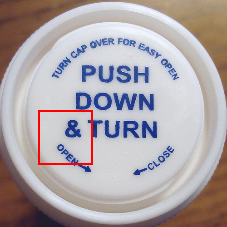 TURN CAP OVER FOR EASY OPEN
PUSH
DOWN
& TURN
OPEN
CLOSE